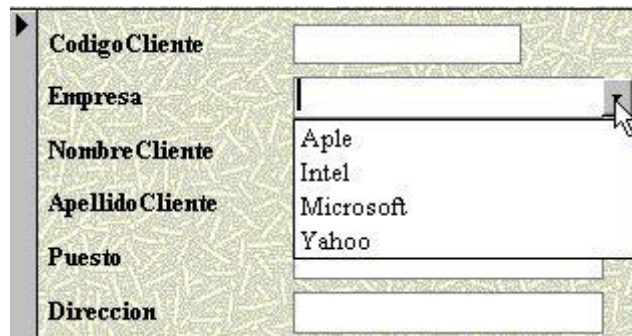 CodigoCliente
Empresa
NombreCliente
Aple
Intel
ApellidoCliente
Microsoft
Yahoo
Puesto
Direccion